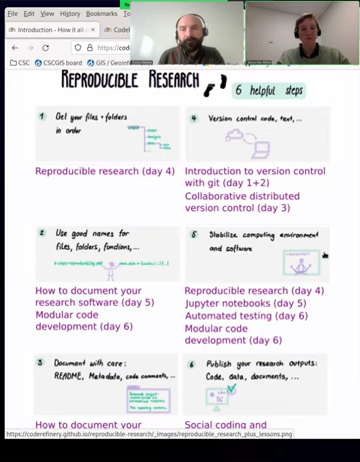 File Edit View History Bookmarks
Introduction - How it all
CSC CSCGIS board GIS / Geoinf
REPRODUCIBLE RESEARCH
6 helpful steps
1 Get your files + folders
in order
Reproducible research (day 4)
4 Version control code, text, ...
Introduction to version control
with git (day 1+2)
Collaborative distributed
version control (day 3)
2 Use good names for
files, folders, functions, ...
How to document your
research software (day 5)
Modular code
development (day 6)
5 Stabilize computing environment
and software
Reproducible research (day 4)
Jupyter notebooks (day 5)
Automated testing (day 6)
Modular code
development (day 6)
3 Document with care:
README, Metadata, code comments, ...
How to document your
6 Publish your research outputs:
Code, data, documents, ...
Social coding and
https://coderefinery.github.io/reproducible-research/_images/reproducible_research_plus_lessons.png